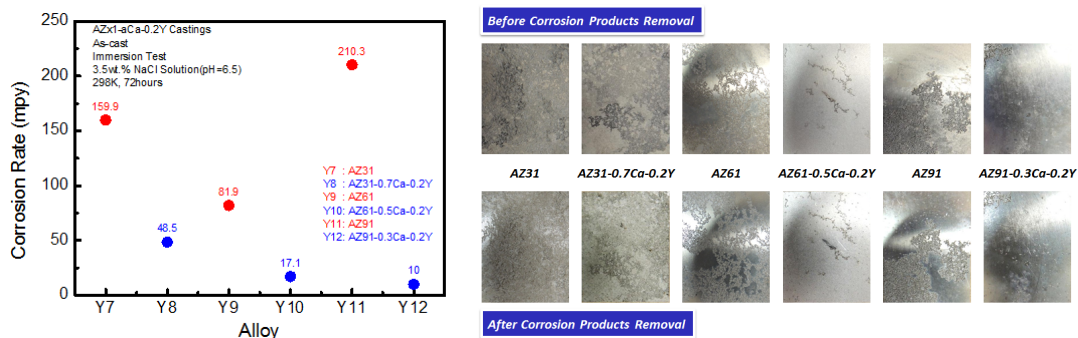 AZx1-aCa-0.2Y Castings
As-cast
Immersion Test
3.5wt.% NaCl Solution(pH=6.5)
298K, 72hours
Corrosion Rate (mpy)
250
200
150
100
50
0
159.9
48.5
81.9
17.1
210.3
10
Y7 : AZ31
Y8 : AZ31-0.7Ca-0.2Y
Y9 : AZ61
Y10: AZ61-0.5Ca-0.2Y
Y11: AZ91
Y12: AZ91-0.3Ca-0.2Y
Y7 Y8 Y9 Y10 Y11 Y12
Alloy
Before Corrosion Products Removal
AZ31 AZ31-0.7Ca-0.2Y AZ61 AZ61-0.5Ca-0.2Y AZ91 AZ91-0.3Ca-0.2Y
After Corrosion Products Removal